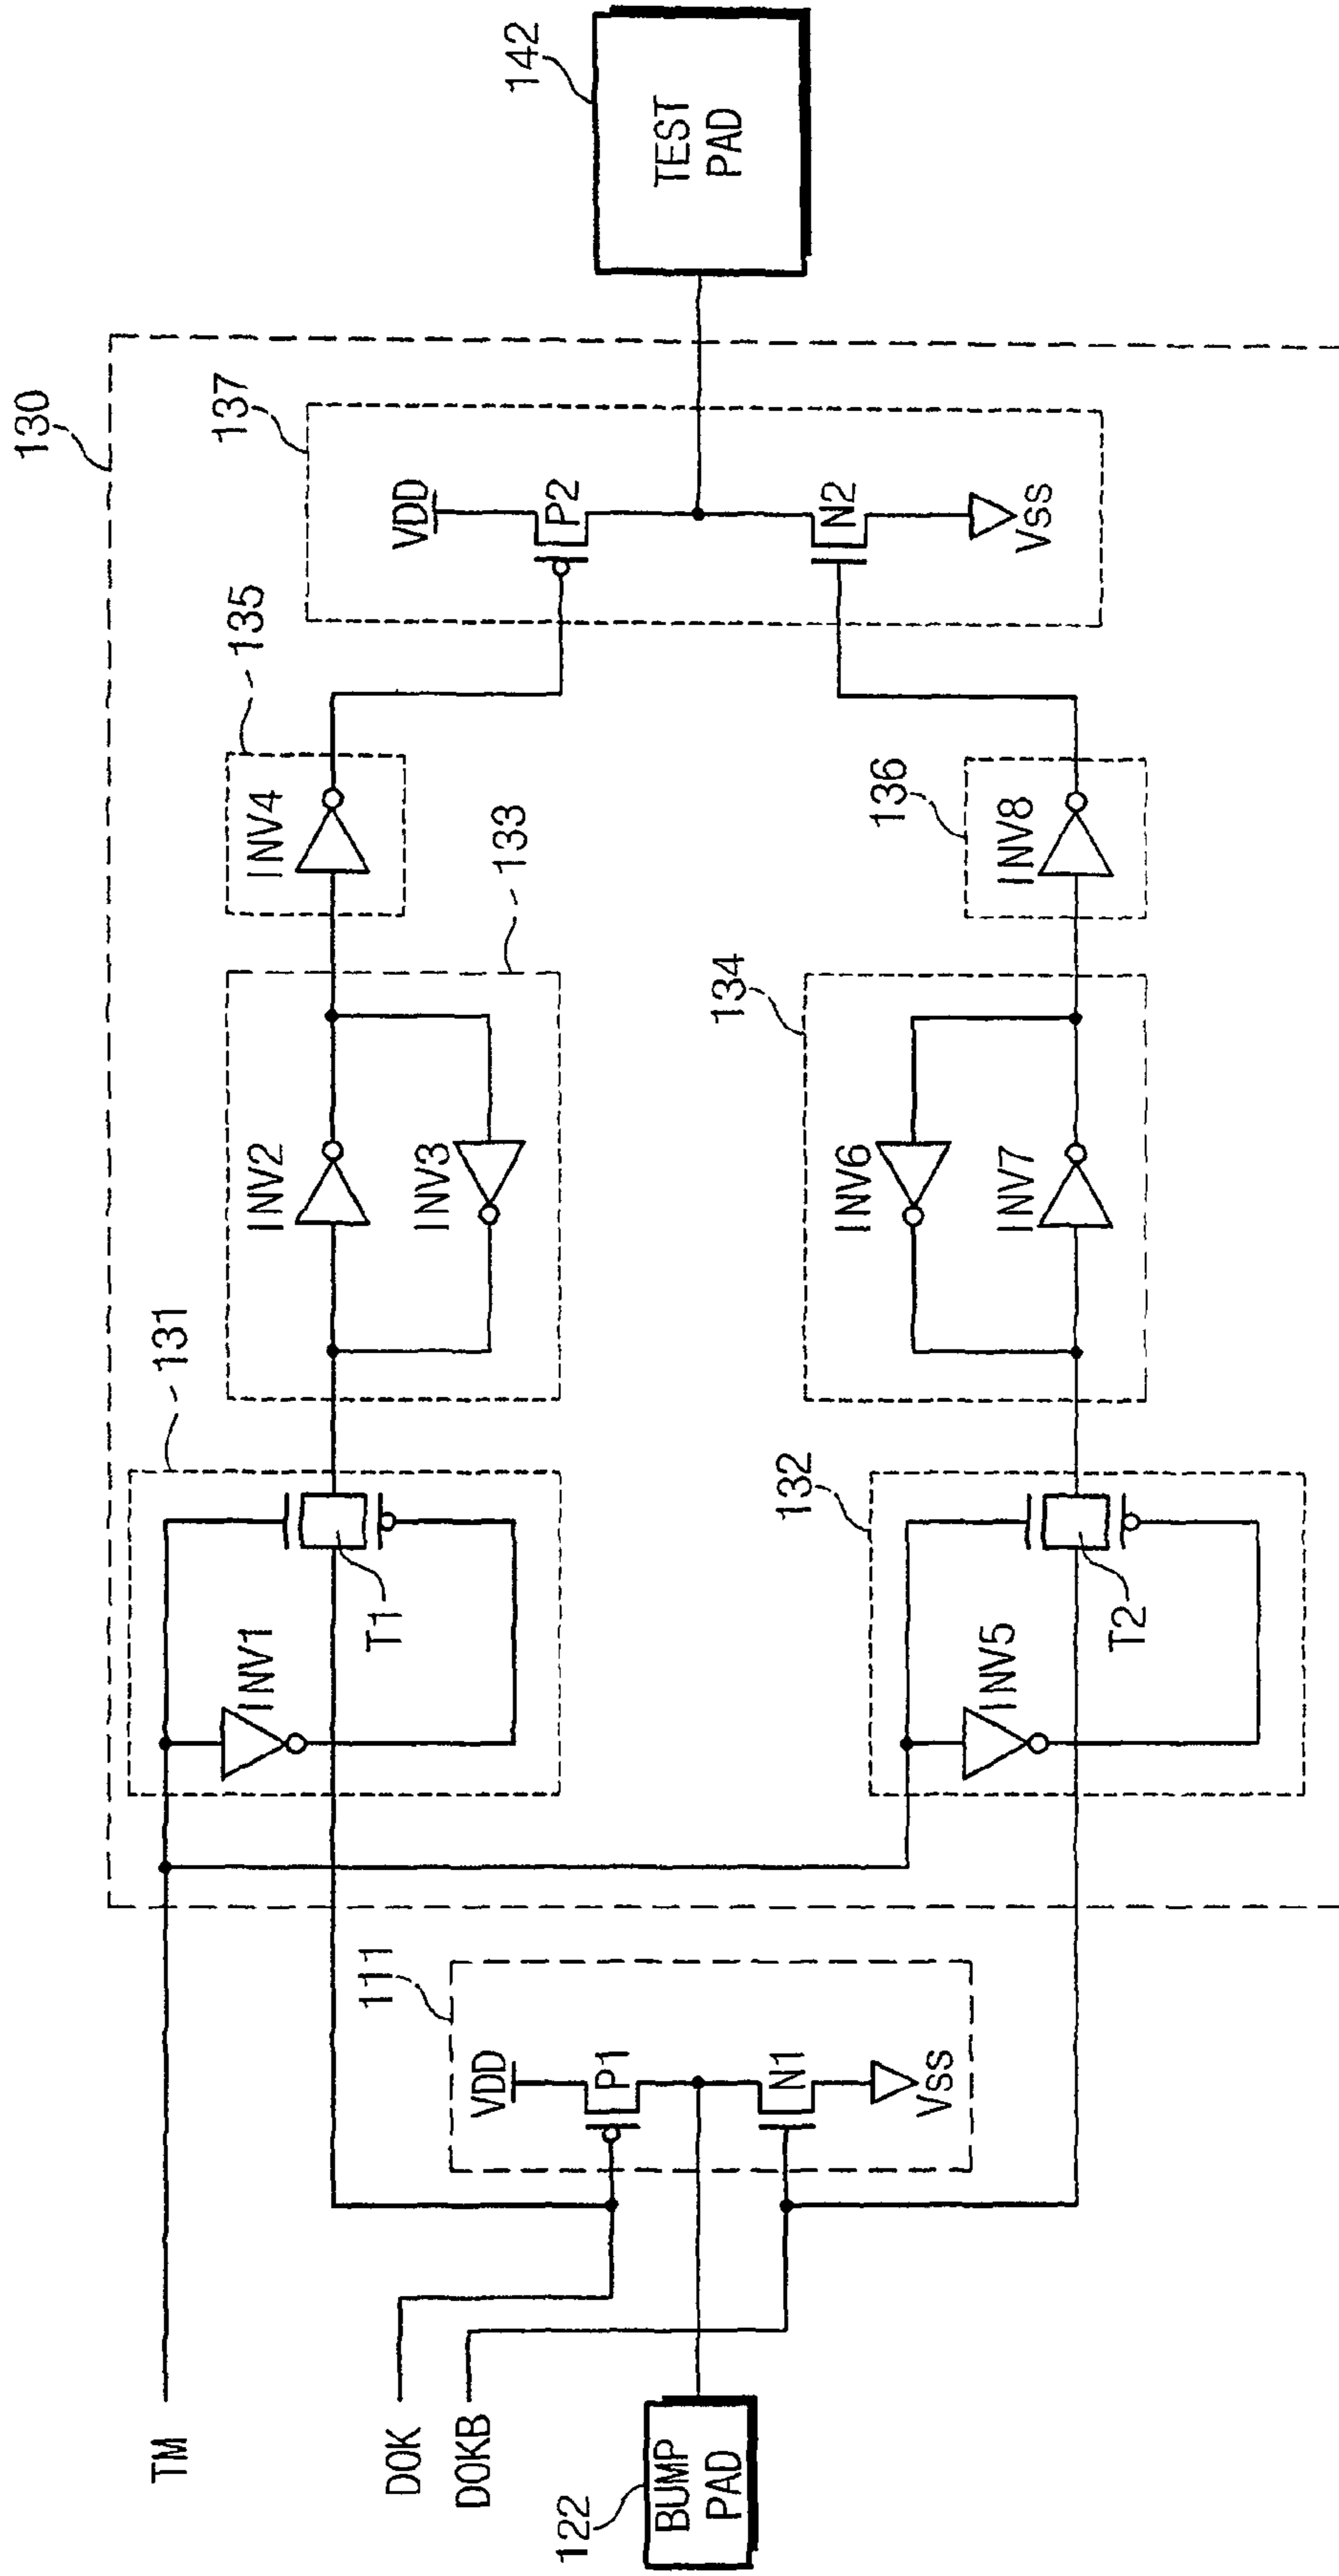 130
137
142
VDD
P2
N2
VSS
TEST
PAD
135
INV4
136
INV8
133
INV2
INV3
134
INV6
INV7
131
INV1
T1
132
INV5
T2
111
VDD
P1
N1
VSS
TM
DOK
DOKB
122
BUMP
PAD